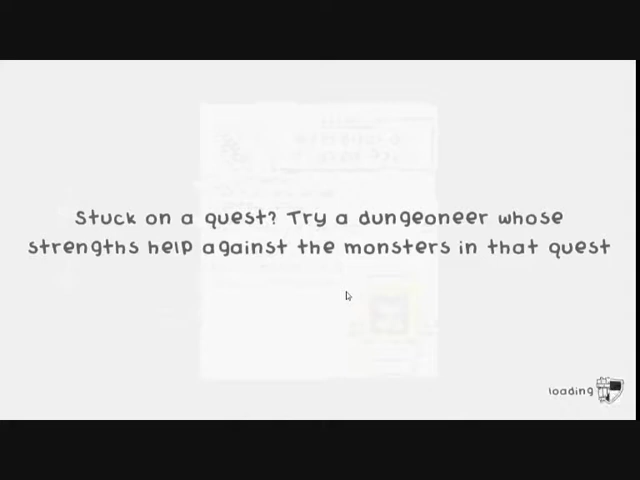 Stuck on a quest? Try a dungeoneer whose
strengths help against the monsters in that quest
loading